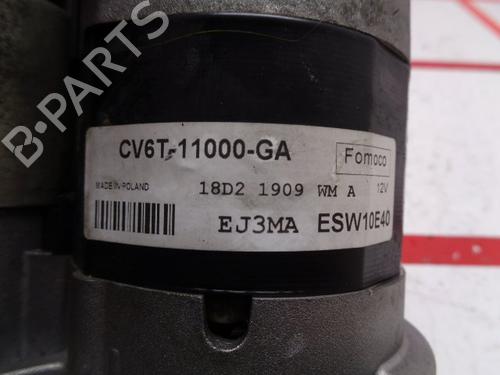 B-PARTS
CV6T-11000-GA
Fomoco
MADE IN POLAND
18D2 1909 WM A 12V
EJ3MA ESW10E40